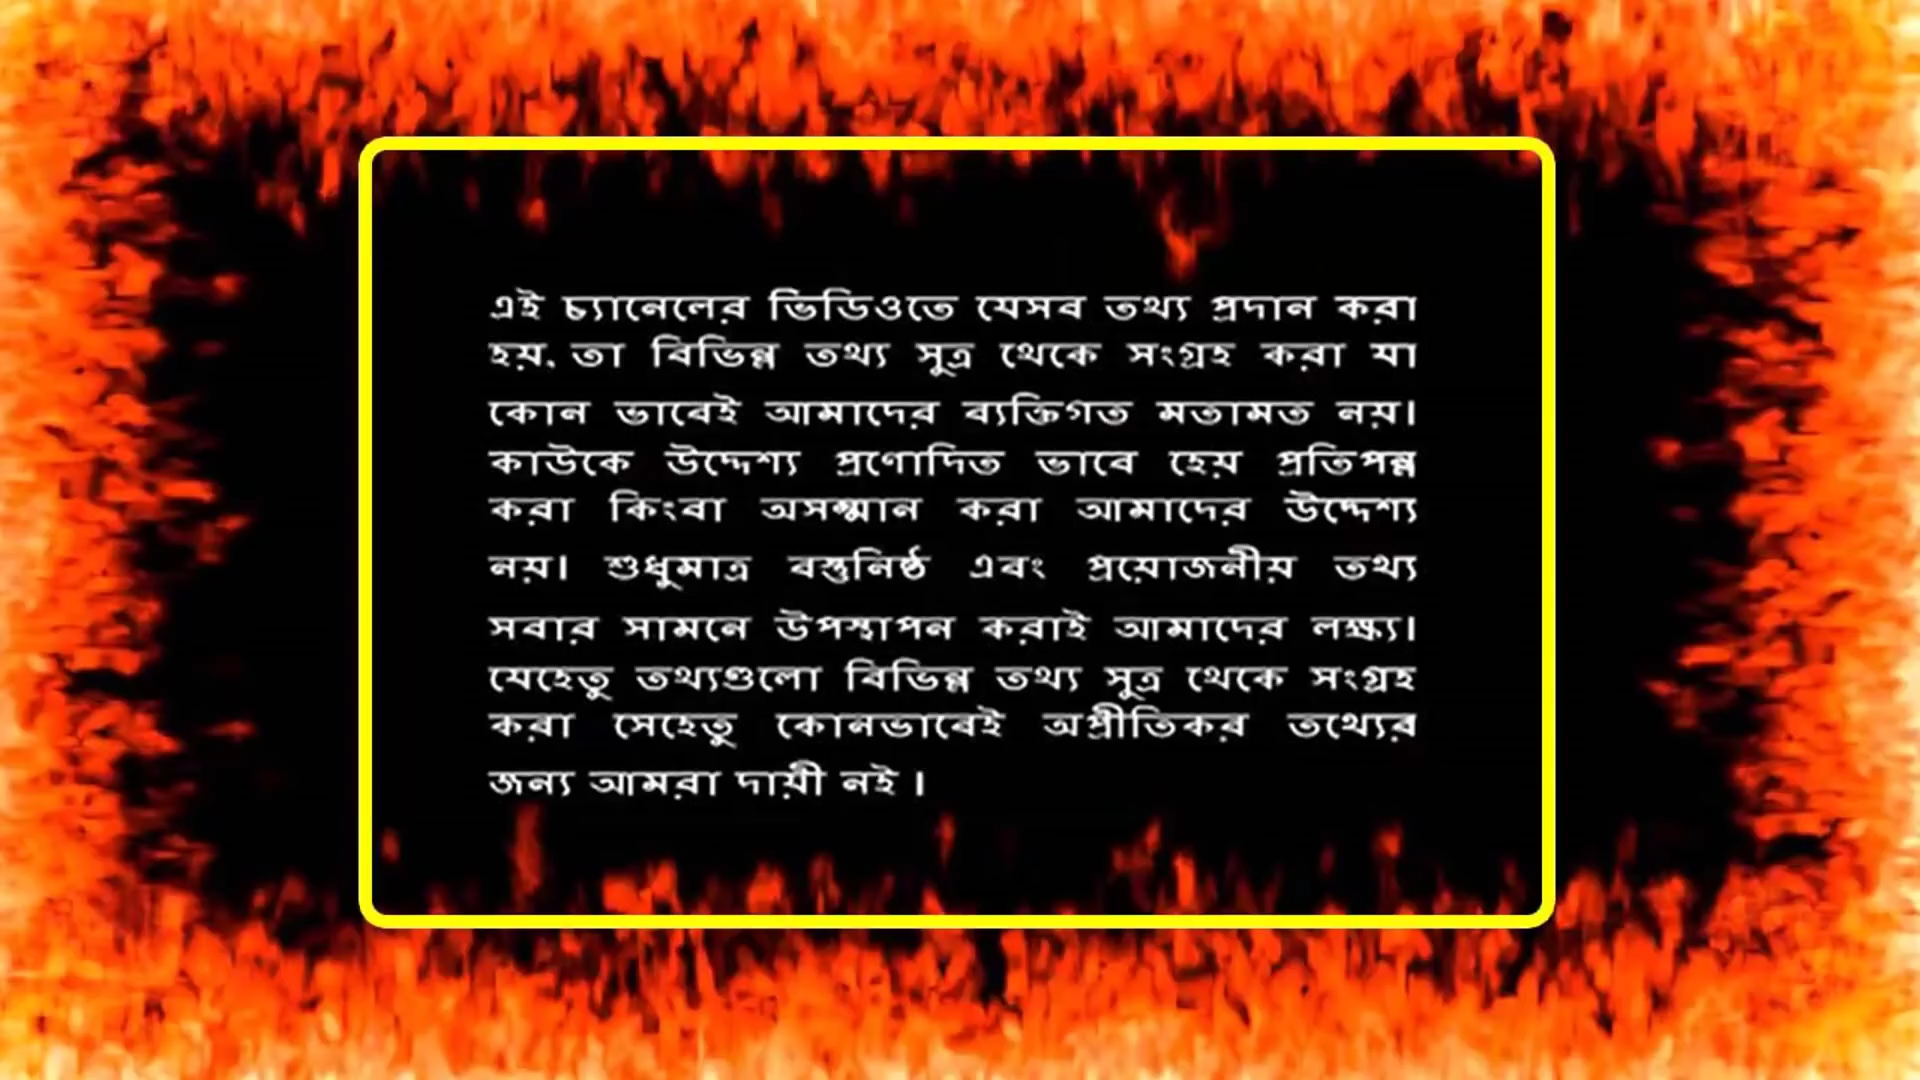 এই চ্যানেলের ভিডিওতে যেসব তথ্য প্রদান করা
হয়. তা বিভিন্ন তথ্য সুত্র থেকে সংগ্রহ করা যা
কোন ভাবেই আমাদের ব্যক্তিগত মতামত নয়।
কাউকে উদ্দেশ্য প্রণোদিত ভাবে হেয় প্রতিপন্ন
করা কিংবা অসম্মান করা আমাদের উদ্দেশ্য
নয়। শুধুমাত্র বস্তুনিষ্ঠ এবং প্রয়োজনীয় তথ্য
সবার সামনে উপস্থাপন করাই আমাদের লক্ষ্য।
যেহেতু তথ্যগুলো বিভিন্ন তথ্য সুত্র থেকে সংগ্রহ
করা সেহেতু কোনভাবেই অপ্রীতিকর তথ্যের
জন্য আমরা দায়ী নই ।